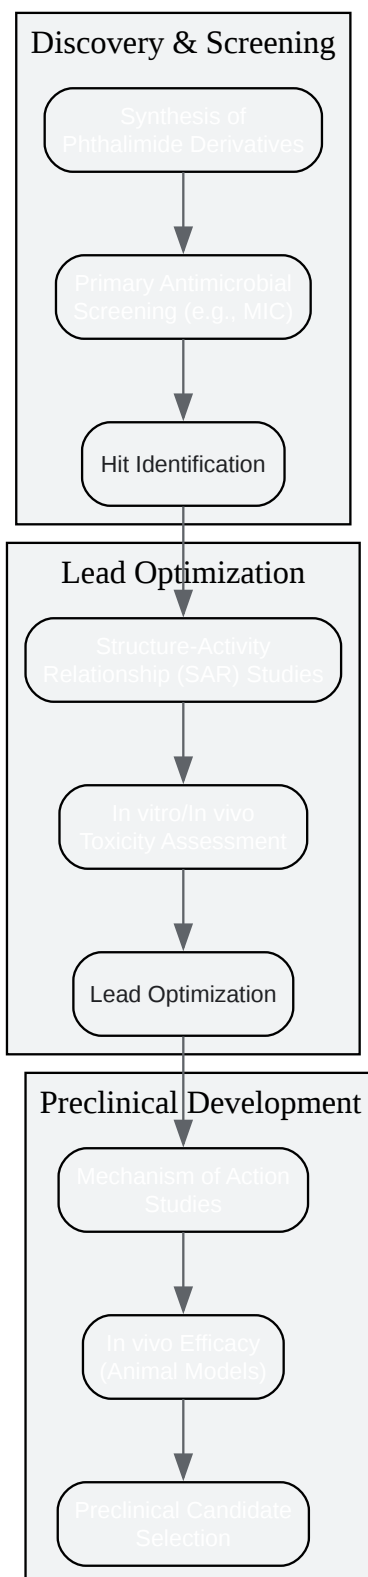 Discovery & Screening
Synthesis of
Phthalimide Derivatives
Primary Antimicrobial
Screening (e.g., MIC)
Hit Identification
Lead Optimization
Structure-Activity
Relationship (SAR) Studies
In vitro/In vivo
Toxicity Assessment
Lead Optimization
Preclinical Development
Mechanism of Action
Studies
In vivo Efficacy
(Animal Models)
Preclinical Candidate
Selection